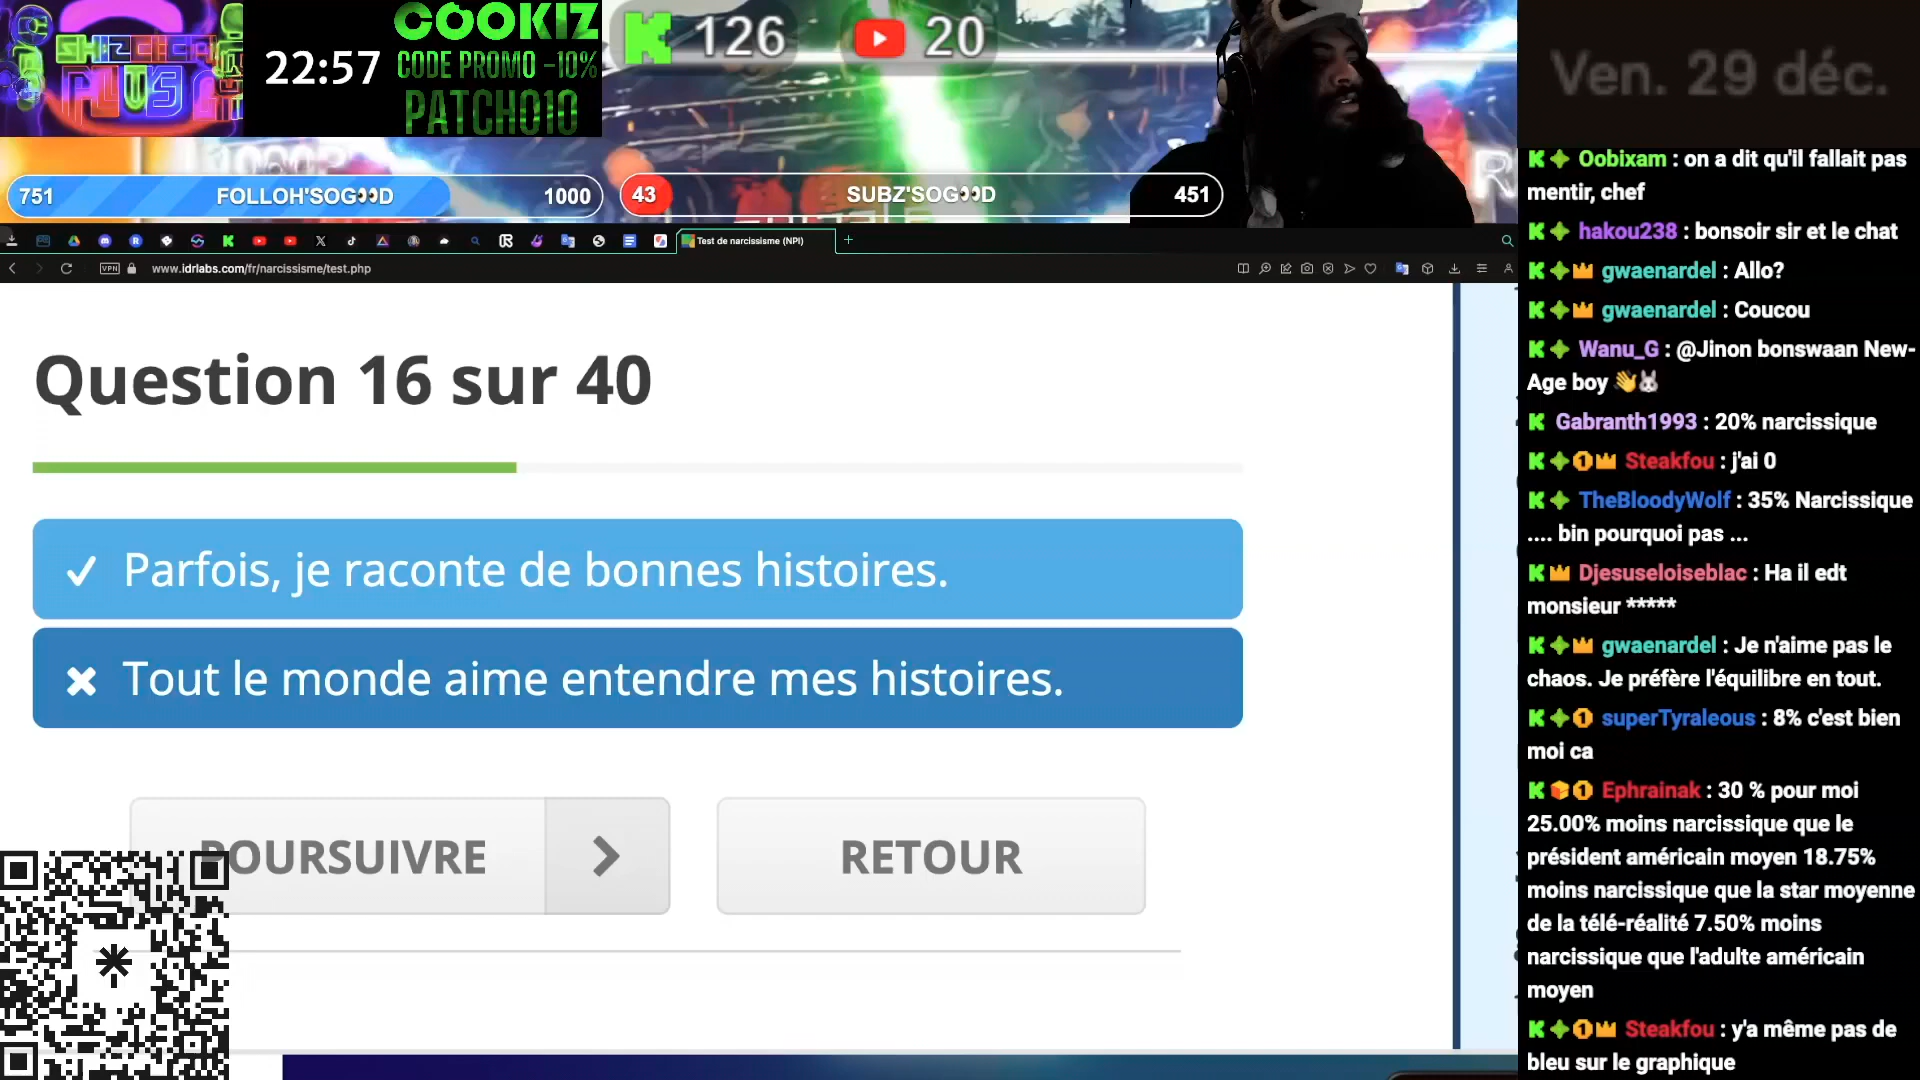 22:57
COOKIZ
CODE PROMO -10%
PATCHO10
126
20
751 FOLLOH'SOG👀D 1000
43 SUBZ'SOG👀D 451
Test de narcissisme (NPI)
VPN www.idrlabs.com/fr/narcissisme/test.php
Question 16 sur 40
Parfois, je raconte de bonnes histoires.
Tout le monde aime entendre mes histoires.
POURSUIVRE
RETOUR
Ven. 29 déc.
Oobixam : on a dit qu'il fallait pas
mentir, chef
hakou238 : bonsoir sir et le chat
gwaenardel : Allo?
gwaenardel : Coucou
Wanu_G : @Jinon bonswaan New-
Age boy 👋🐰
Gabranth1993 : 20% narcissique
Steakfou : j'ai 0
TheBloodyWolf : 35% Narcissique
.... bin pourquoi pas ...
Djesuseloiseblac : Ha il edt
monsieur *****
gwaenardel : Je n'aime pas le
chaos. Je préfère l'équilibre en tout.
superTyraleous : 8% c'est bien
moi ca
Ephrainak : 30 % pour moi
25.00% moins narcissique que le
président américain moyen 18.75%
moins narcissique que la star moyenne
de la télé-réalité 7.50% moins
narcissique que l'adulte américain
moyen
Steakfou : y'a même pas de
bleu sur le graphique